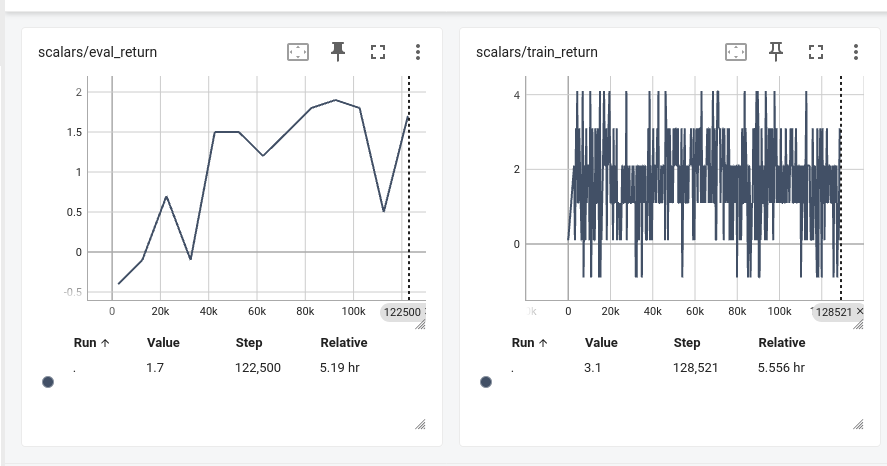 scalars/eval_return
2
1.5
1
0.5
0
-0.5
0 20k 40k 60k 80k 100k 122500
Run ↑ Value Step Relative
. 1.7 122,500 5.19 hr
scalars/train_return
4
2
0
0 20k 40k 60k 80k 100k 128521 ×
Run ↑ Value Step Relative
. 3.1 128,521 5.556 hr